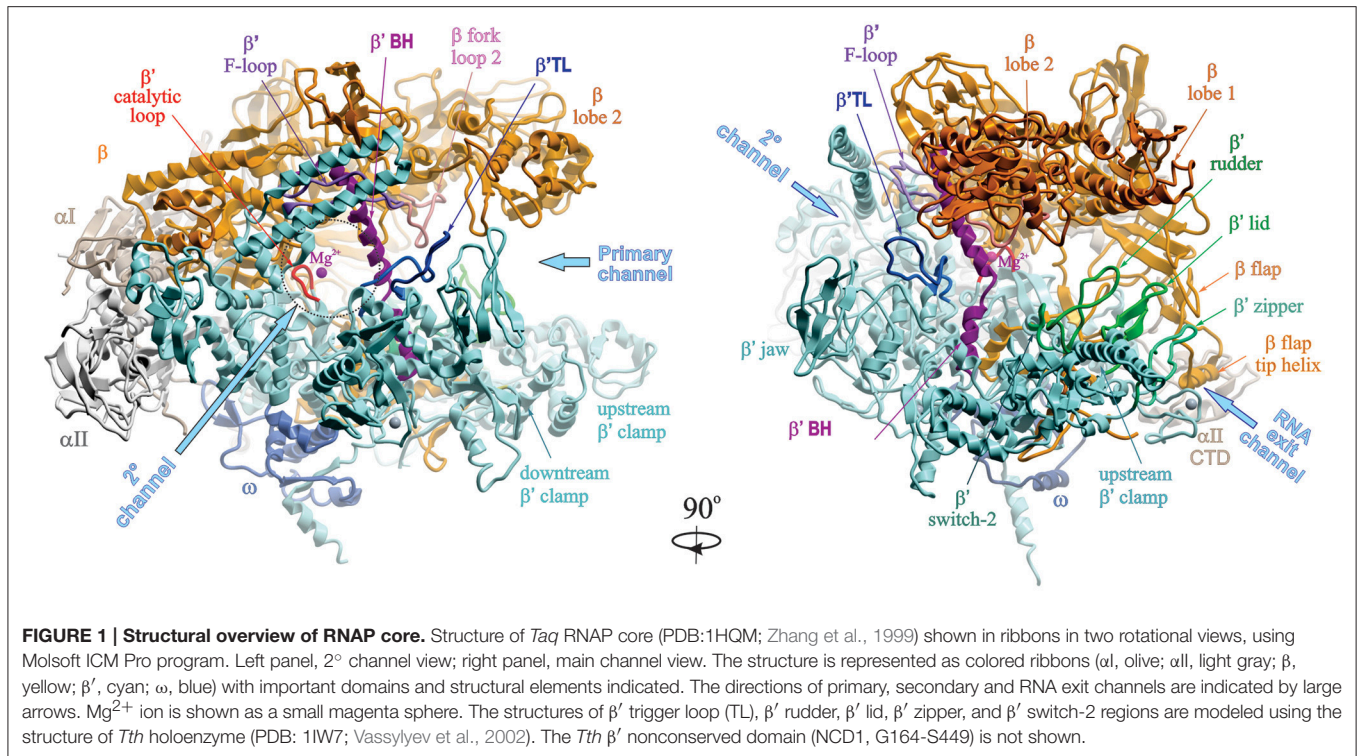 β'
F-loop
β' BH
β fork
loop 2
β'TL
β'
catalytic
loop
β
lobe 2
β
αI
Mg²⁺
Primary
channel
αII
2°
channel
ω
upstream
β' clamp
downtream
β' clamp
90°
β'
F-loop
β
lobe 2
β'TL
β
lobe 1
2°
channel
β'
rudder
β' lid
Mg²⁺
β flap
β' zipper
β' jaw
β flap
tip helix
β' BH
RNA
exit
channel
αII
CTD
β'
switch-2
ω
upstream
β' clamp
FIGURE 1 | Structural overview of RNAP core. Structure of Taq RNAP core (PDB:1HQM; Zhang et al., 1999) shown in ribbons in two rotational views, using
Molsoft ICM Pro program. Left panel, 2° channel view; right panel, main channel view. The structure is represented as colored ribbons (αI, olive; αII, light gray; β,
yellow; β′, cyan; ω, blue) with important domains and structural elements indicated. The directions of primary, secondary and RNA exit channels are indicated by large
arrows. Mg²⁺ ion is shown as a small magenta sphere. The structures of β′ trigger loop (TL), β′ rudder, β′ lid, β′ zipper, and β′ switch-2 regions are modeled using the
structure of Tth holoenzyme (PDB: 1IW7; Vassylyev et al., 2002). The Tth β′ nonconserved domain (NCD1, G164-S449) is not shown.